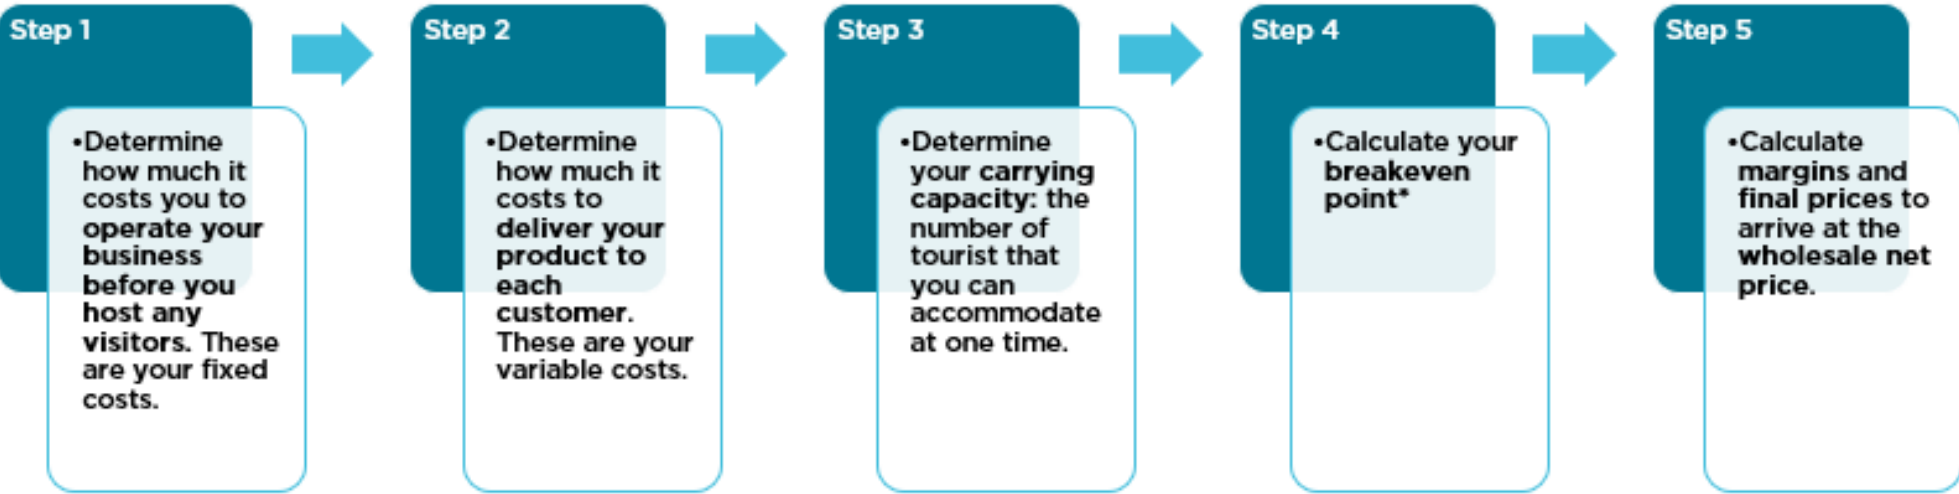 Step 1
•Determine
how much it
costs you to
operate your
business
before you
host any
visitors. These
are your fixed
costs.
Step 2
•Determine
how much it
costs to
deliver your
product to
each
customer.
These are your
variable costs.
Step 3
•Determine
your carrying
capacity: the
number of
tourist that
you can
accommodate
at one time.
Step 4
•Calculate your
breakeven
point*
Step 5
•Calculate
margins and
final prices to
arrive at the
wholesale net
price.